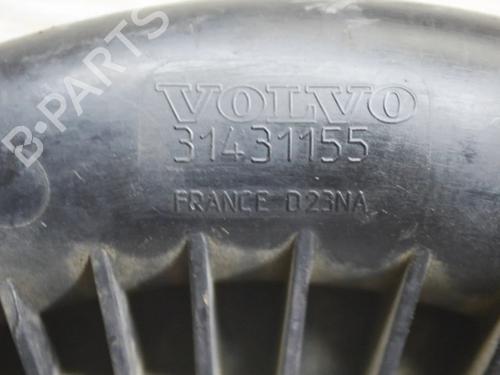 B-PARTS
VOLVO
31431155
FRANCE D23NA